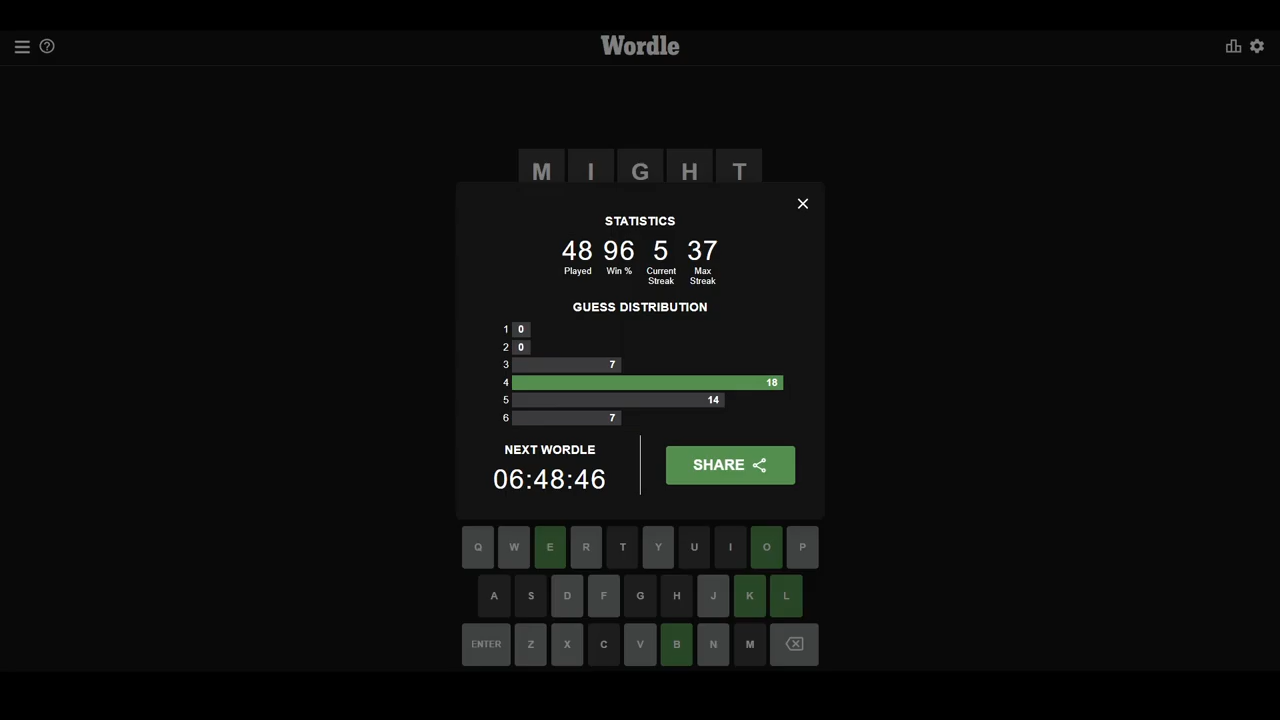 Wordle
M I G H T
STATISTICS
48 96 5 37
Played Win % Current Streak Max Streak
GUESS DISTRIBUTION
1 0
2 0
3 7
4 18
5 14
6 7
NEXT WORDLE
06:48:46
SHARE
Q W E R T Y U I O P
A S D F G H J K L
ENTER Z X C V B N M